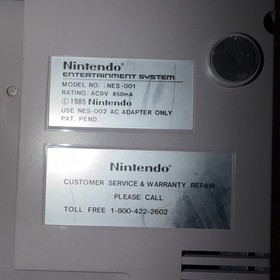 Nintendo®
ENTERTAINMENT SYSTEM™
MODEL NO.: NES-001
RATING: AC9V 850mA
©1985 Nintendo
USE NES-002 AC ADAPTER ONLY
PAT. PEND.
Nintendo®
CUSTOMER SERVICE & WARRANTY REPAIR
PLEASE CALL
TOLL FREE 1-800-422-2602